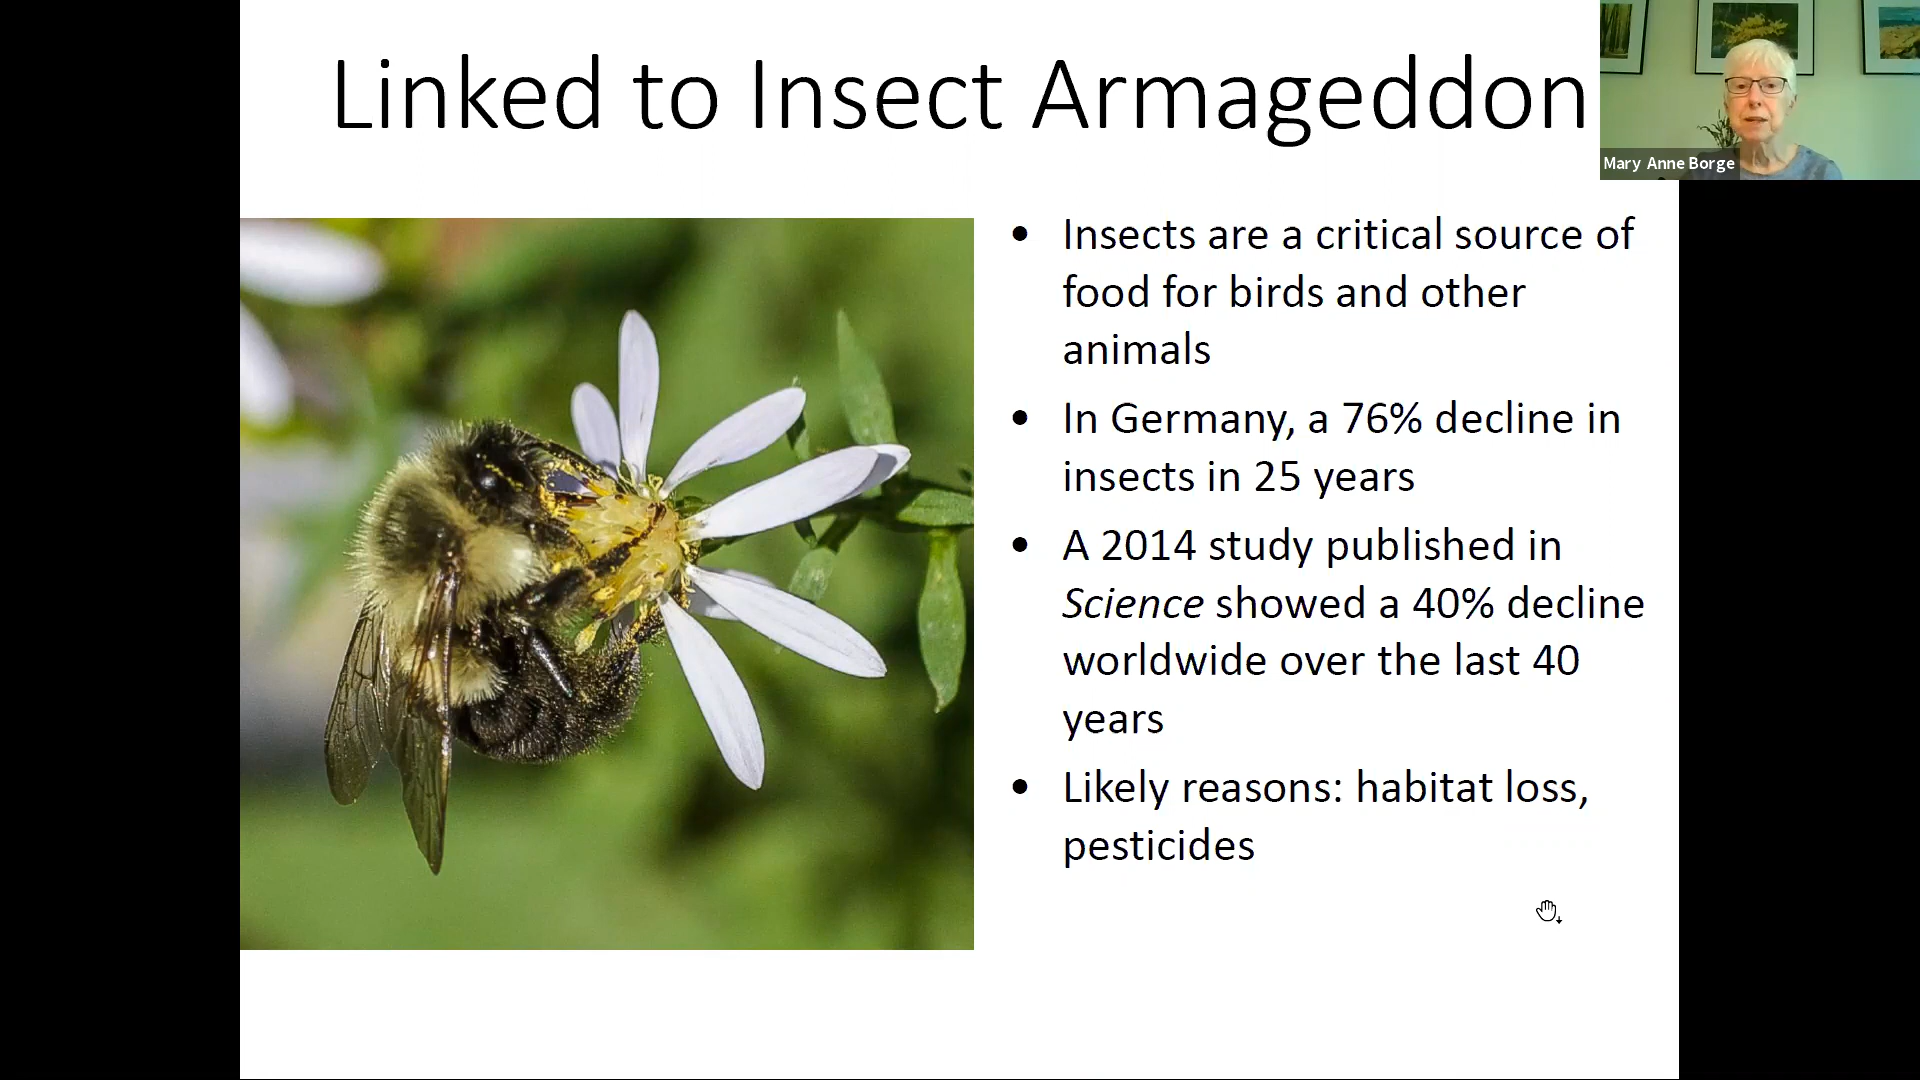 Linked to Insect Armageddon
Mary Anne Borge
• Insects are a critical source of
food for birds and other
animals
• In Germany, a 76% decline in
insects in 25 years
• A 2014 study published in
Science showed a 40% decline
worldwide over the last 40
years
• Likely reasons: habitat loss,
pesticides